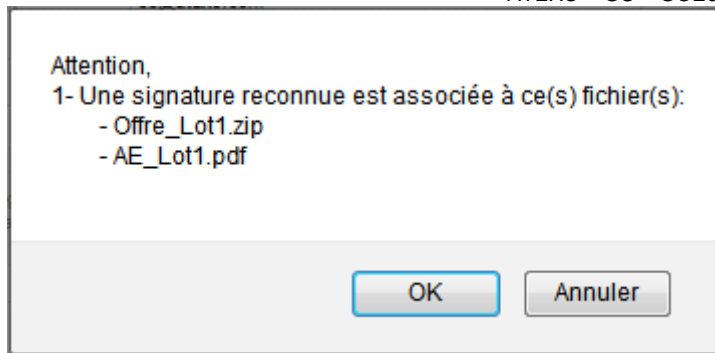 Attention,
1- Une signature reconnue est associée à ce(s) fichier(s):
- Offre_Lot1.zip
- AE_Lot1.pdf
OK
Annuler